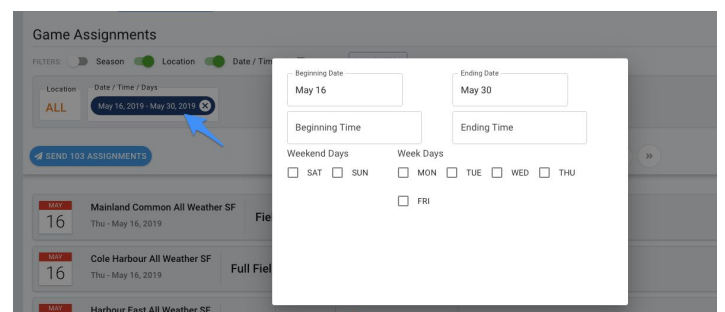 Game Assignments
FILTERS: Season Location Date / Tim
Location
ALL
Date / Time / Days
May 16, 2019 - May 30, 2019
SEND 103 ASSIGNMENTS
Beginning Date
May 16
Ending Date
May 30
Beginning Time
Ending Time
Weekend Days
Week Days
SAT SUN MON TUE WED THU
FRI
»
MAY
16
Mainland Common All Weather SF
Thu - May 16, 2019
Fie
MAY
16
Cole Harbour All Weather SF
Thu - May 16, 2019
Full Fiel
MAY
Harbour East All Weather SF